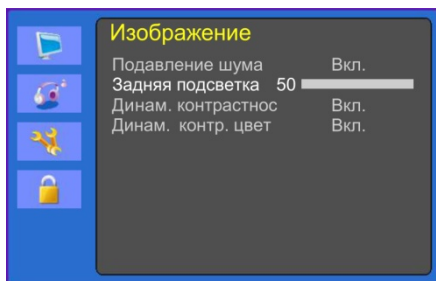 Изображение
Подавление шума Вкл.
Задняя подсветка 50
Динам. контрастнос Вкл.
Динам. контр. цвет Вкл.